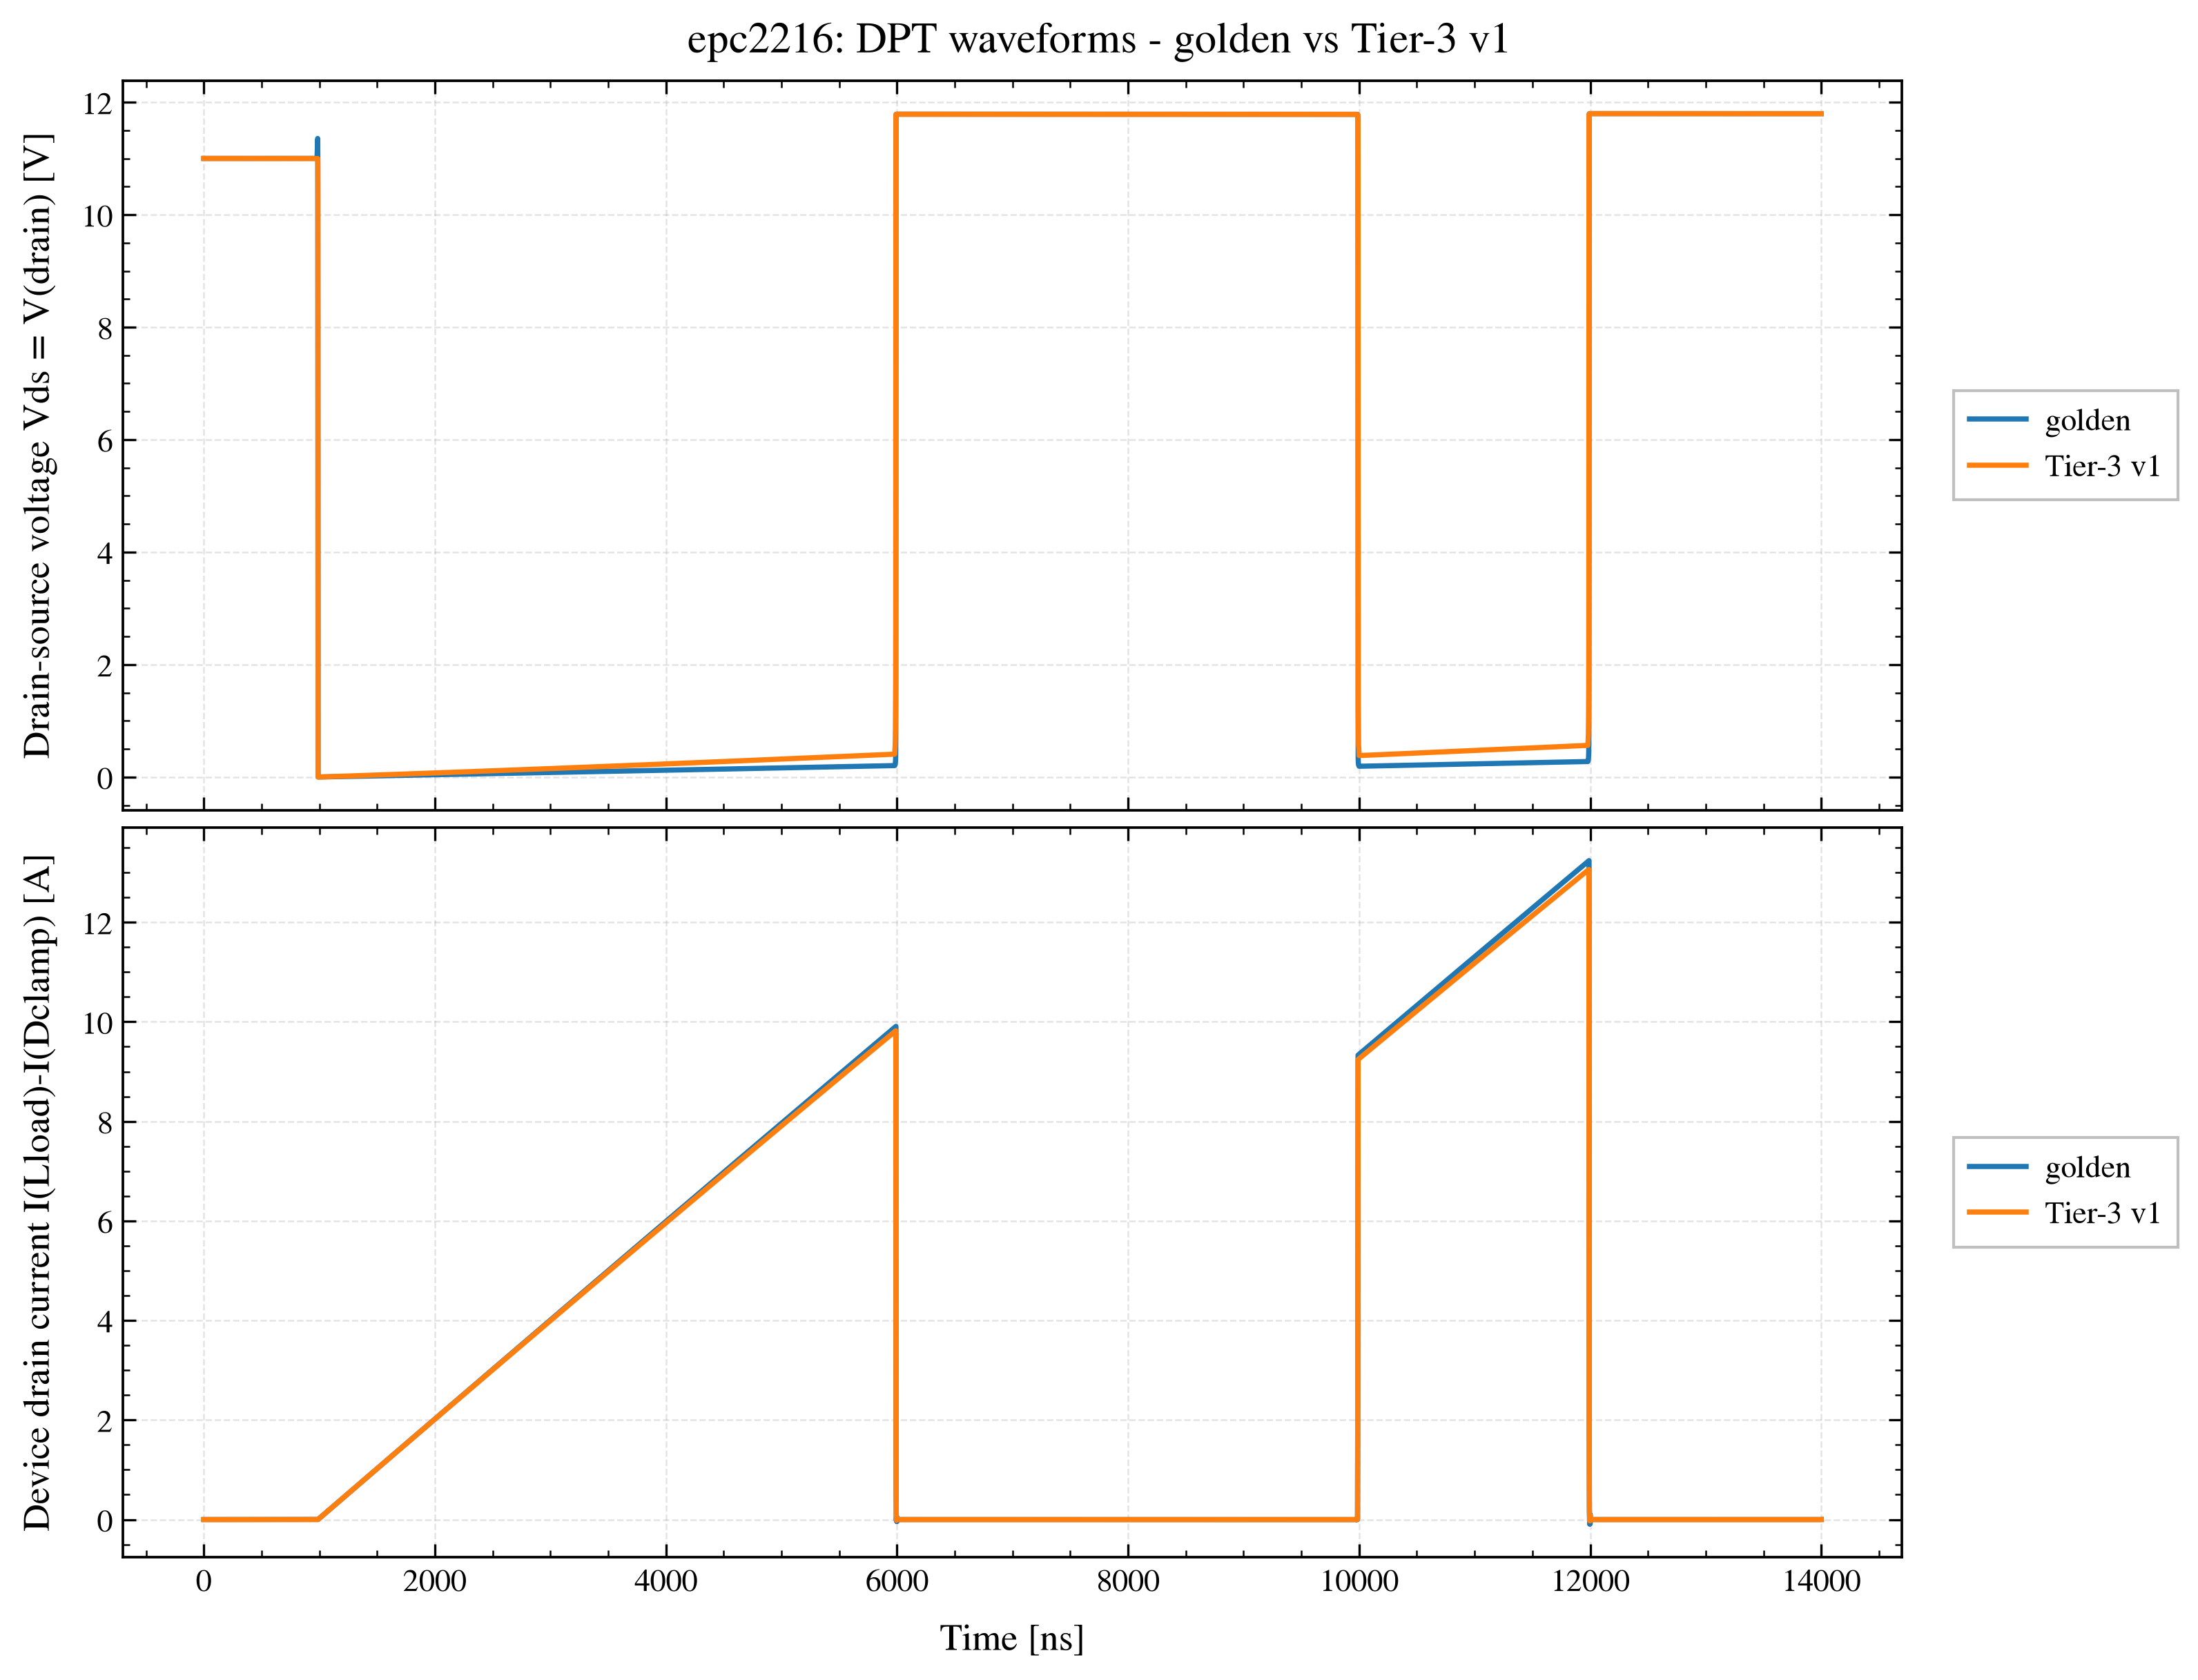 epc2216: DPT waveforms - golden vs Tier-3 v1
Drain-source voltage Vds = V(drain) [V]
12
10
8
6
4
2
0
golden
Tier-3 v1
Device drain current I(Lload)-I(Dclamp) [A]
12
10
8
6
4
2
0
golden
Tier-3 v1
0 2000 4000 6000 8000 10000 12000 14000
Time [ns]